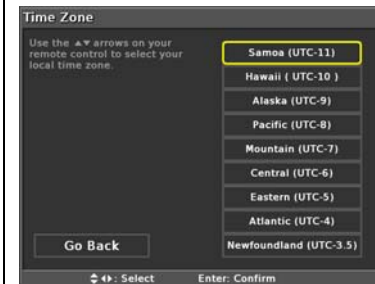 Time Zone
Use the ▲▼ arrows on your
remote control to select your
local time zone.
Samoa (UTC-11)
Hawaii ( UTC-10 )
Alaska (UTC-9)
Pacific (UTC-8)
Mountain (UTC-7)
Central (UTC-6)
Eastern (UTC-5)
Atlantic (UTC-4)
Newfoundland (UTC-3.5)
Go Back
: Select Enter: Confirm